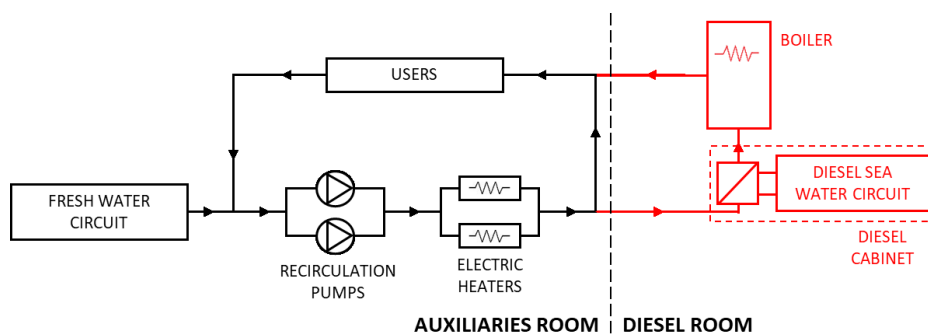 BOILER
USERS
DIESEL SEA
WATER CIRCUIT
FRESH WATER
CIRCUIT
DIESEL
CABINET
RECIRCULATION
PUMPS
ELECTRIC
HEATERS
AUXILIARIES ROOM
DIESEL ROOM